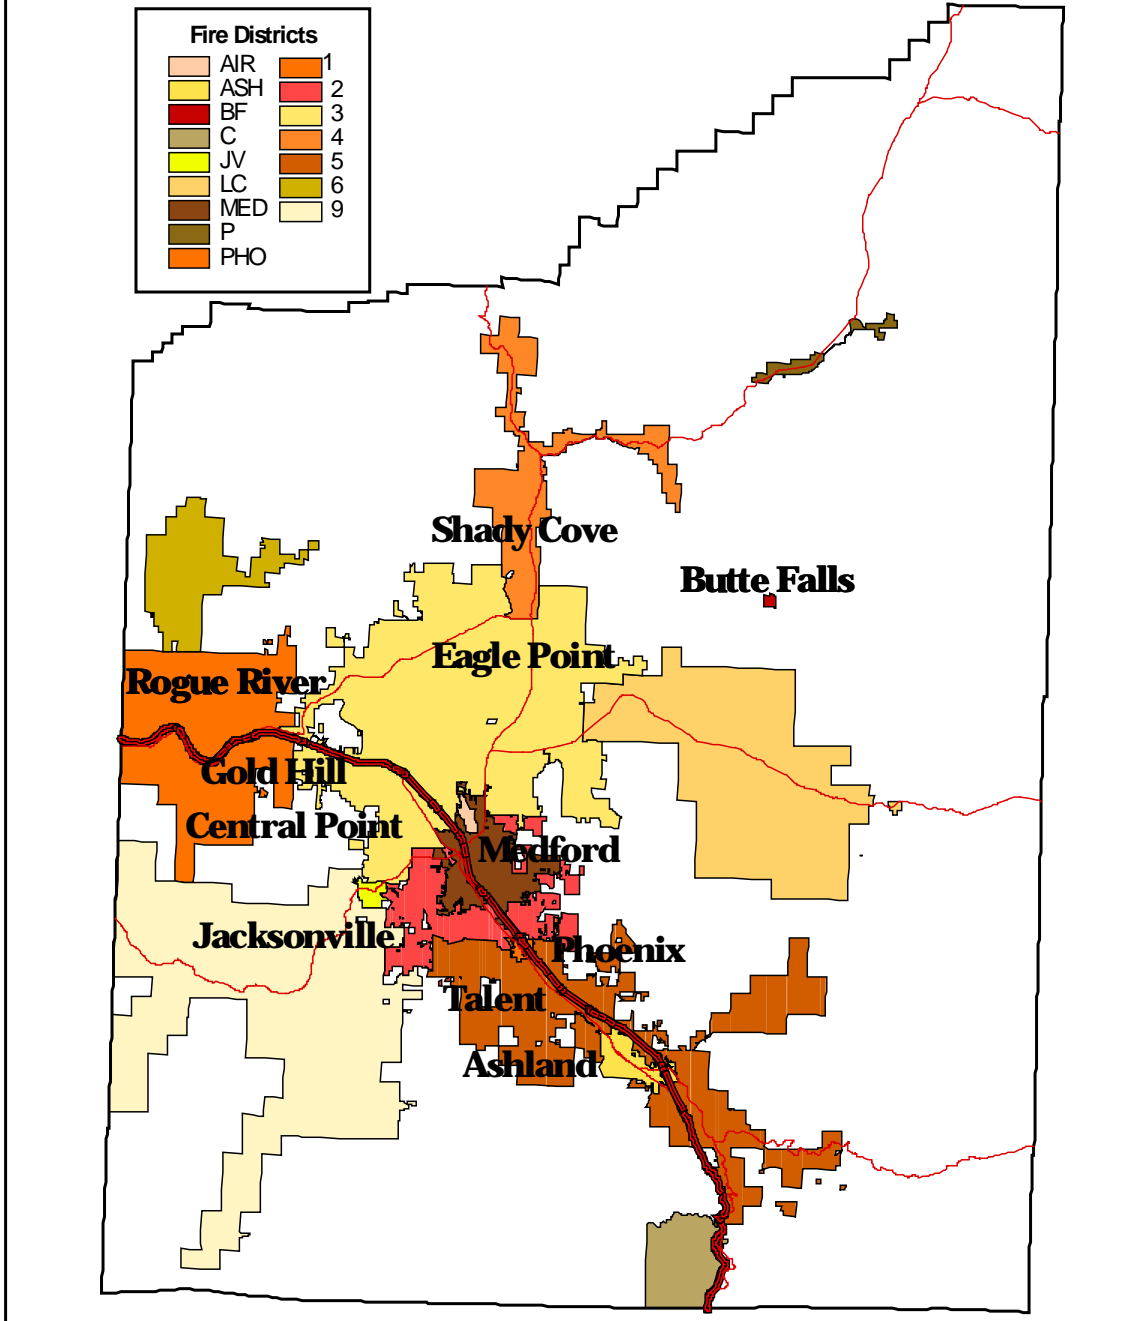 Fire Districts
AIR 1
ASH 2
BF 3
C 4
JV 5
LC 6
MED 9
P
PHO
Shady Cove
Butte Falls
Eagle Point
Rogue River
Gold Hill
Central Point
Medford
Jacksonville
Phoenix
Talent
Ashland